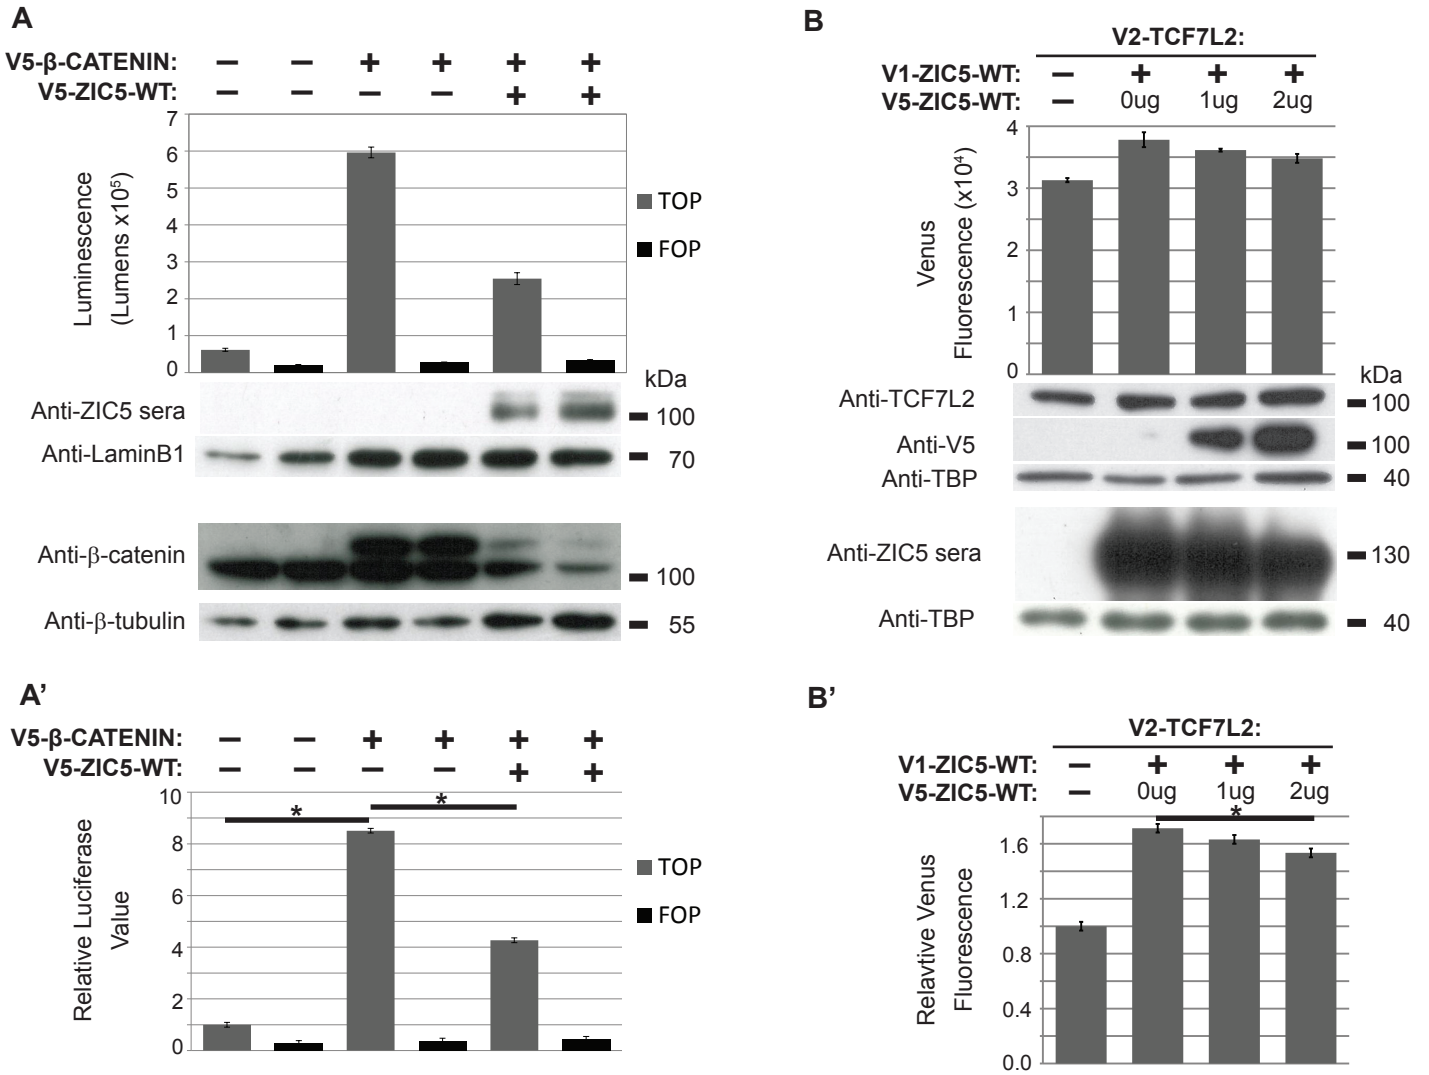 A
V5-β-CATENIN: – – + + + +
V5-ZIC5-WT: – – – – + +
7
6
5
4
3
2
1
0
Luminescence
(Lumens x10⁵)
TOP
FOP
kDa
Anti-ZIC5 sera 100
Anti-LaminB1 70
Anti-β-catenin 100
Anti-β-tubulin 55
B
V2-TCF7L2:
V1-ZIC5-WT: – + + +
V5-ZIC5-WT: – 0ug 1ug 2ug
4
3
2
1
0
Venus
Fluorescence (x10⁴)
kDa
Anti-TCF7L2 100
Anti-V5 100
Anti-TBP 40
Anti-ZIC5 sera 130
Anti-TBP 40
A'
V5-β-CATENIN: – – + + + +
V5-ZIC5-WT: – – – – + +
* *
10
8
6
4
2
0
Relative Luciferase
Value
TOP
FOP
B'
V2-TCF7L2:
V1-ZIC5-WT: – + + +
V5-ZIC5-WT: – 0ug 1ug 2ug
*
1.6
1.2
0.8
0.4
0.0
Relavtive Venus
Fluorescence